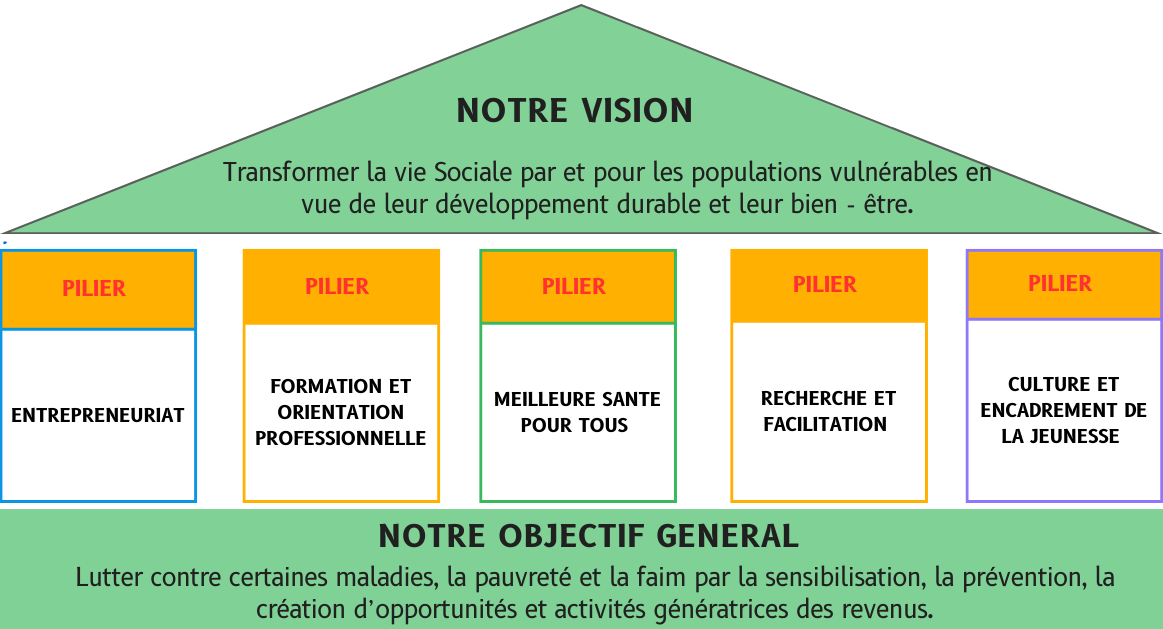 NOTRE VISION
Transformer la vie Sociale par et pour les populations vulnérables en
vue de leur développement durable et leur bien - être.
PILIER
ENTREPRENEURIAT
PILIER
FORMATION ET
ORIENTATION
PROFESSIONNELLE
PILIER
MEILLEURE SANTE
POUR TOUS
PILIER
RECHERCHE ET
FACILITATION
PILIER
CULTURE ET
ENCADREMENT DE
LA JEUNESSE
NOTRE OBJECTIF GENERAL
Lutter contre certaines maladies, la pauvreté et la faim par la sensibilisation, la prévention, la
création d'opportunités et activités génératrices des revenus.